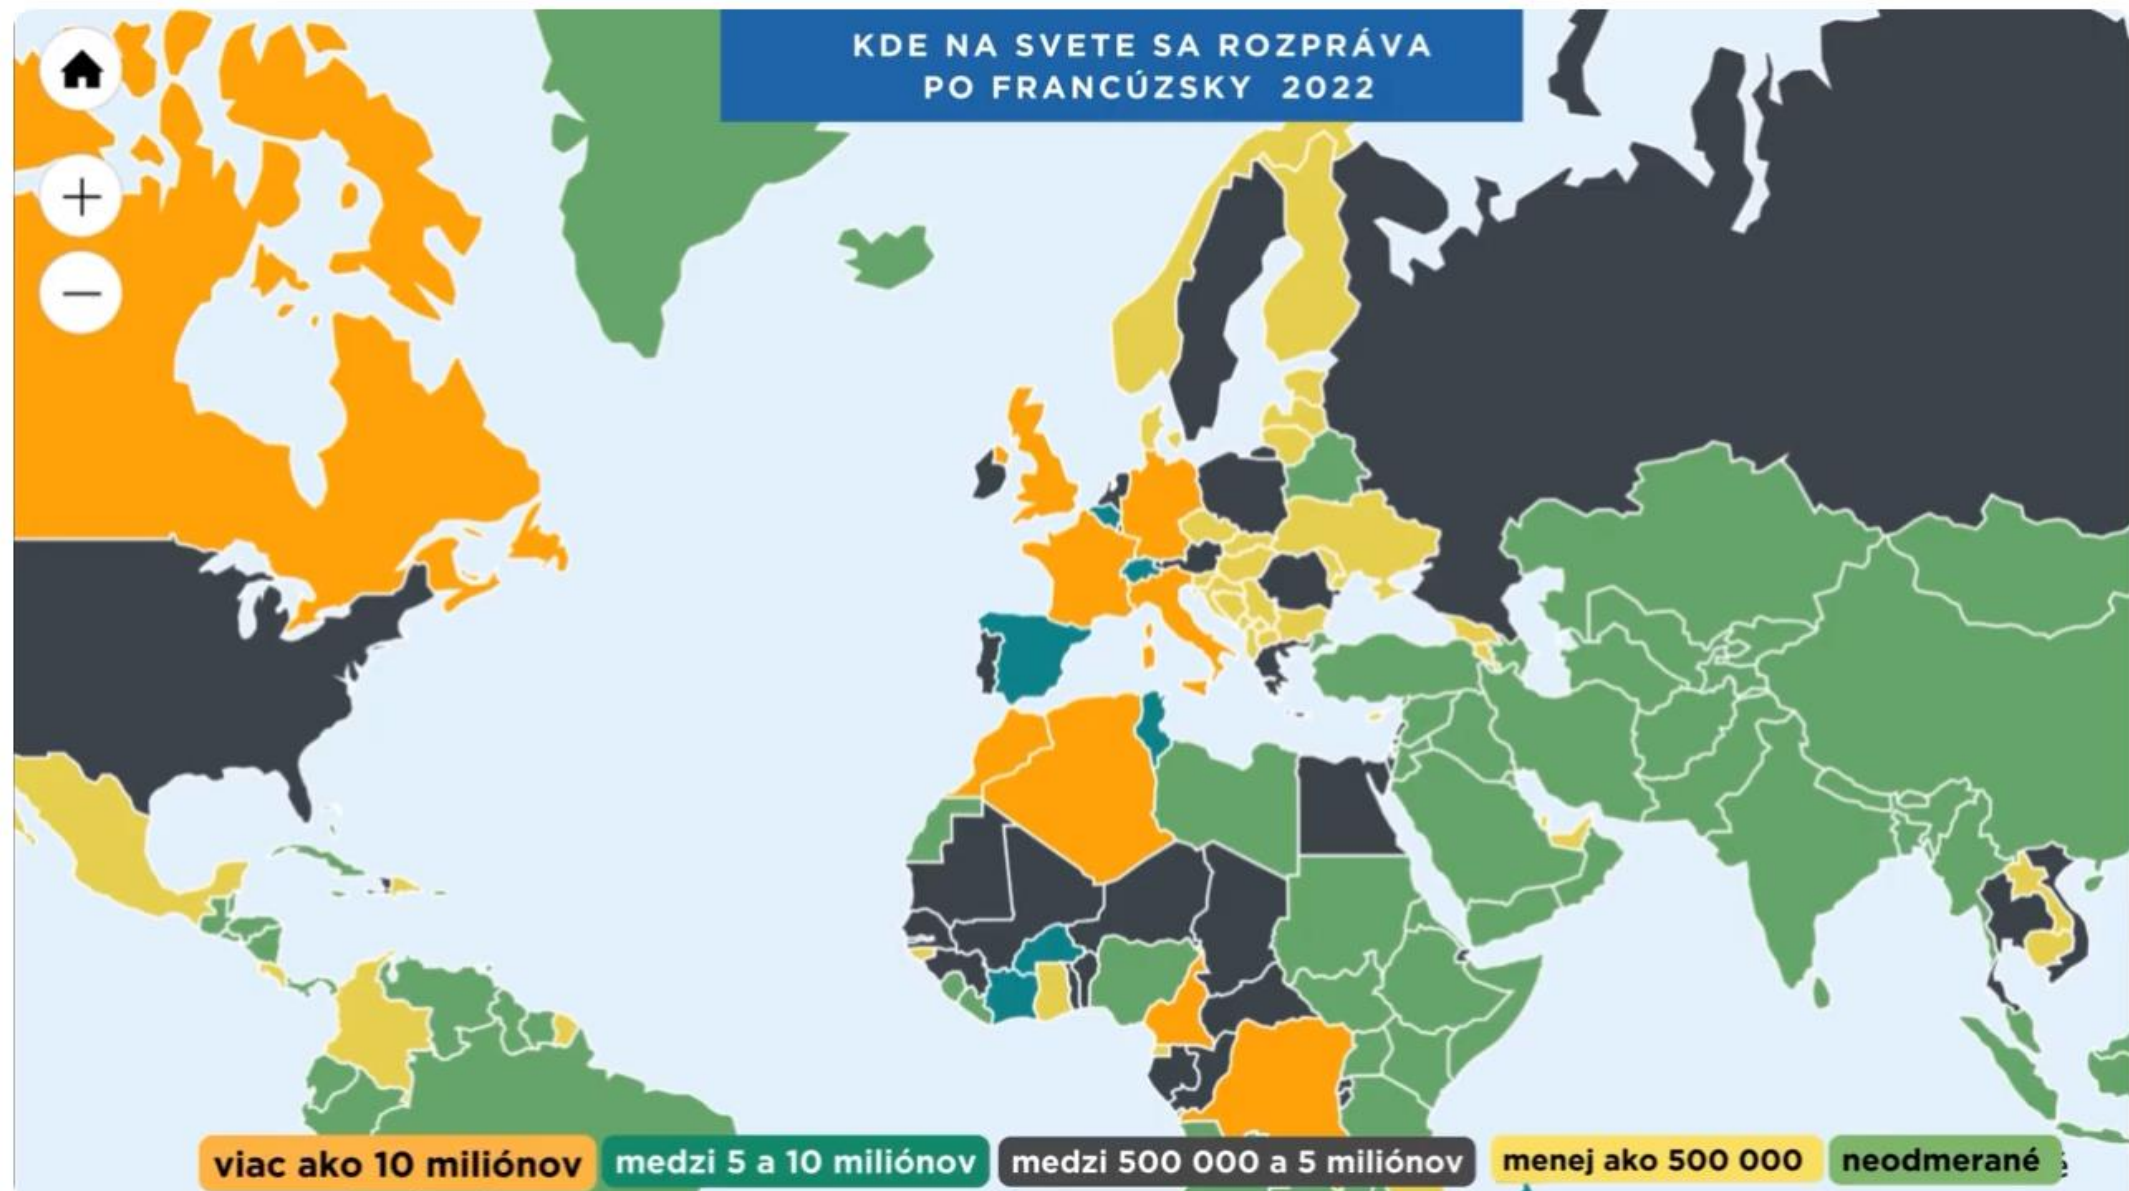 KDE NA SVETE SA ROZPRÁVA
PO FRANCÚZSKY 2022
viac ako 10 miliónov
medzi 5 a 10 miliónov
medzi 500 000 a 5 miliónov
menej ako 500 000
neodmerané